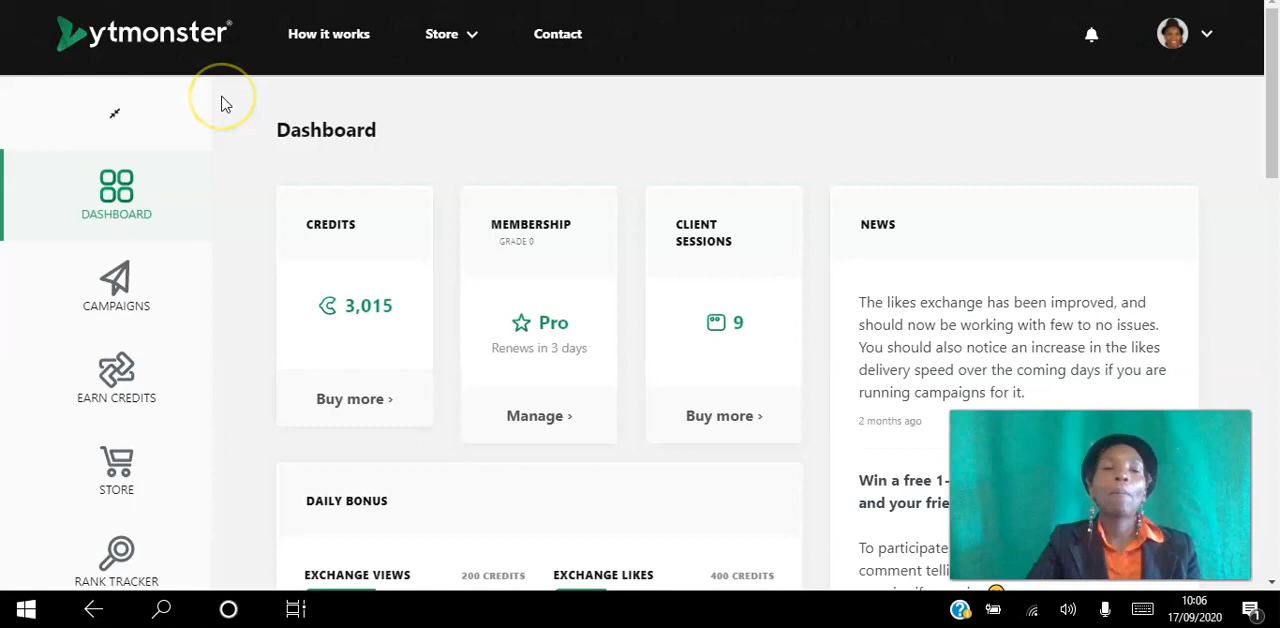 ytmonster®
How it works
Store
Contact
Dashboard
DASHBOARD
CAMPAIGNS
EARN CREDITS
STORE
RANK TRACKER
CREDITS
3,015
Buy more ›
MEMBERSHIP
GRADE 0
Pro
Renews in 3 days
Manage ›
CLIENT
SESSIONS
9
Buy more ›
NEWS
The likes exchange has been improved, and
should now be working with few to no issues.
You should also notice an increase in the likes
delivery speed over the coming days if you are
running campaigns for it.
2 months ago
Win a free 1-
and your
To participate
comment
DAILY BONUS
EXCHANGE VIEWS
200 CREDITS
EXCHANGE LIKES
400 CREDITS
10:06
17/09/2020